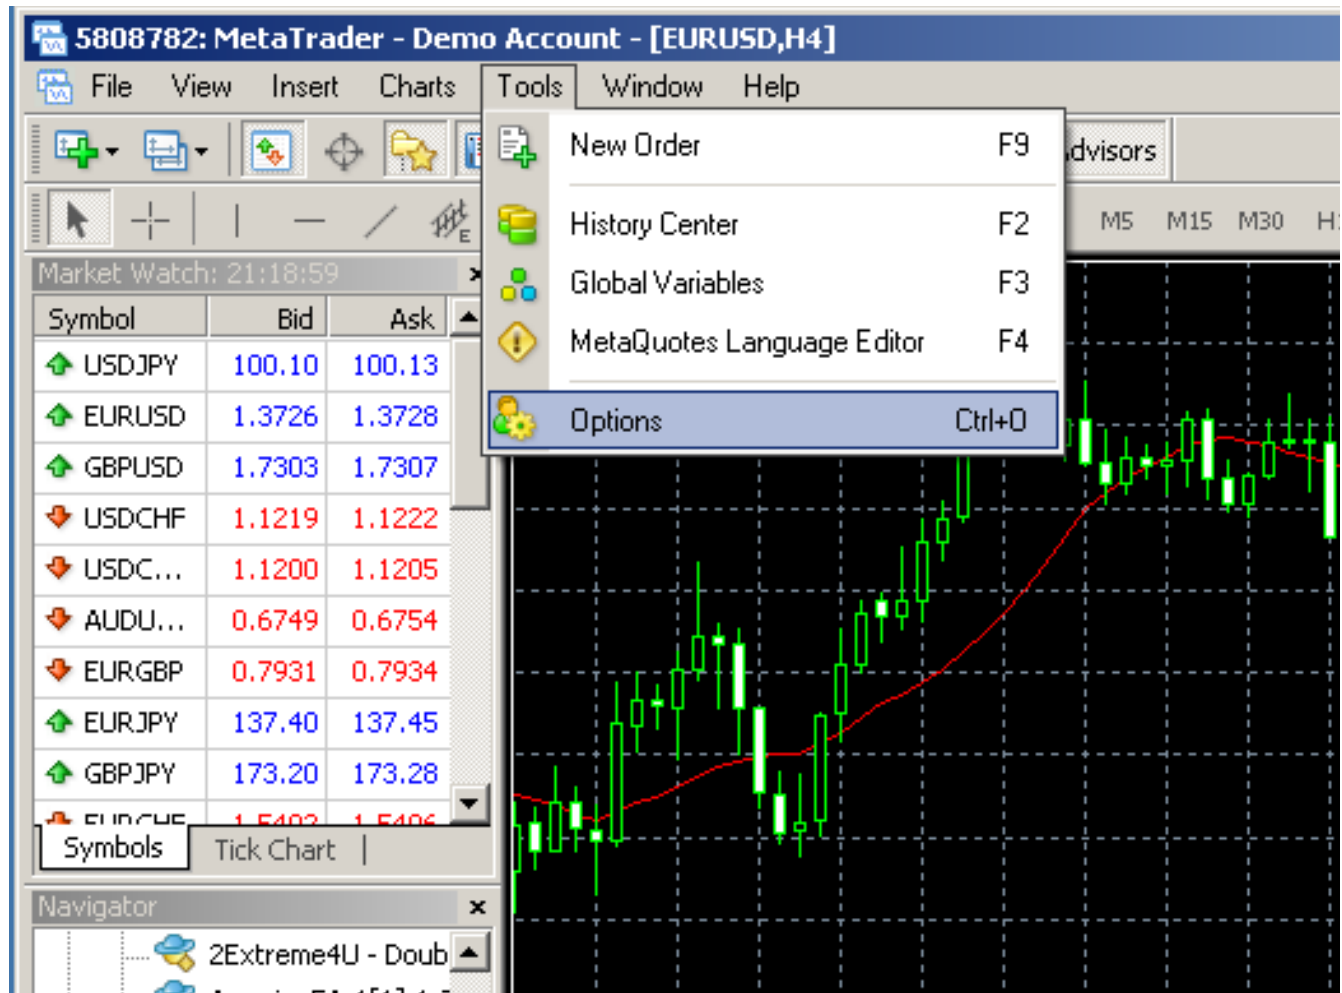 5808782: MetaTrader - Demo Account - [EURUSD,H4]
File View Insert Charts Tools Window Help
New Order F9
History Center F2
Global Variables F3
MetaQuotes Language Editor F4
Options Ctrl+O
M5 M15 M30
E
Market Watch: 21:18:59
Symbol Bid Ask
USDJPY 100.10 100.13
EURUSD 1.3726 1.3728
GBPUSD 1.7303 1.7307
USDCHF 1.1219 1.1222
USDC... 1.1200 1.1205
AUDU... 0.6749 0.6754
EURGBP 0.7931 0.7934
EURJPY 137.40 137.45
GBPJPY 173.20 173.28
Symbols Tick Chart
Navigator
2Extreme4U - Doub